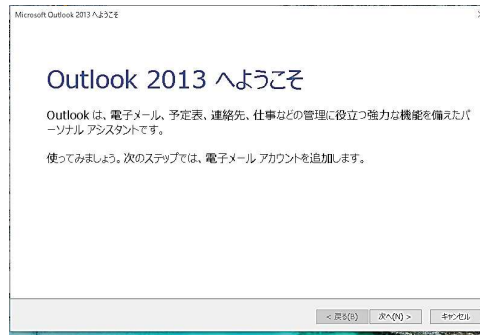 Microsoft Outlook 2013 へようこそ
Outlook 2013 へようこそ
Outlook は、電子メール、予定表、連絡先、仕事などの管理に役立つ強力な機能を備えたパ
ーソナル アシスタントです。
使ってみましょう。次のステップでは、電子メール アカウントを追加します。
< 戻る(B) 次へ(N) > キャンセル